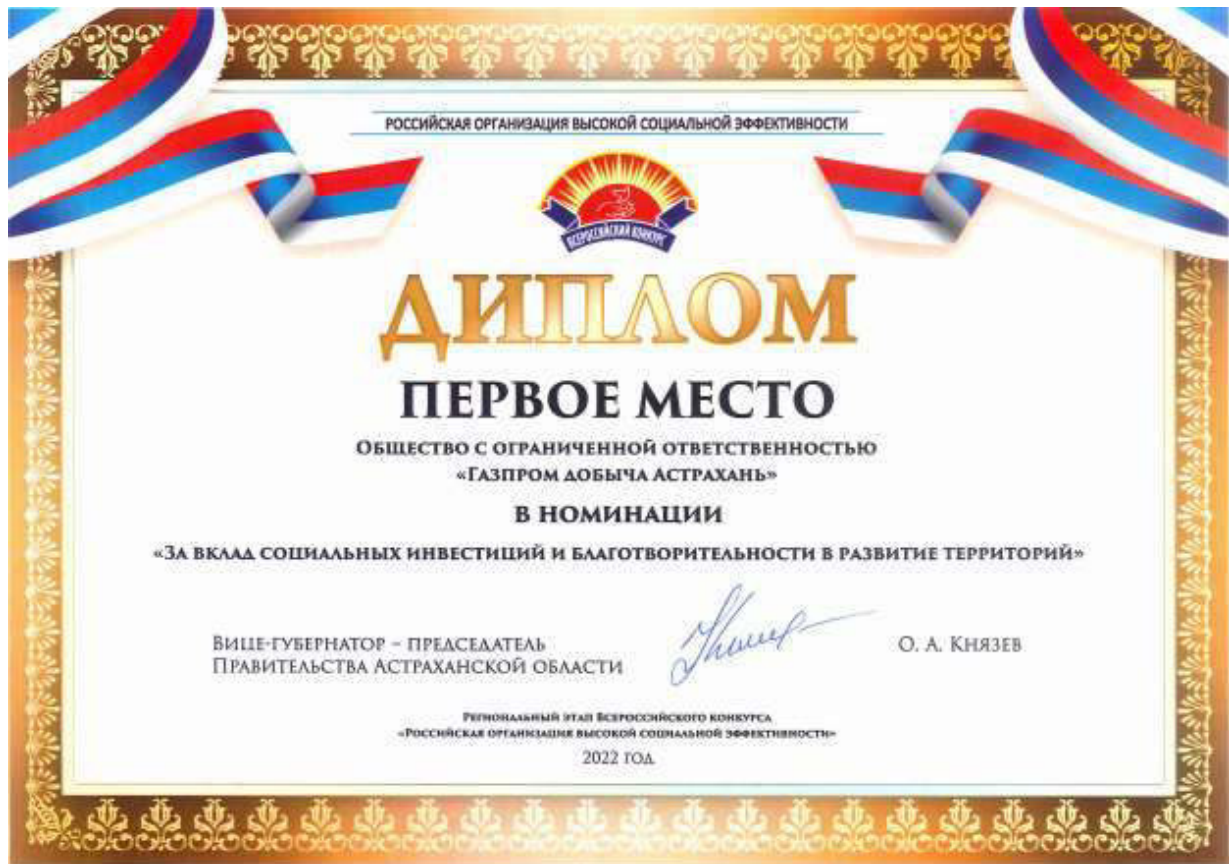 РОССИЙСКАЯ ОРГАНИЗАЦИЯ ВЫСОКОЙ СОЦИАЛЬНОЙ ЭФФЕКТИВНОСТИ
ВСЕРОССИЙСКИЙ КОНКУРС
ДИПЛОМ
ПЕРВОЕ МЕСТО
ОБЩЕСТВО С ОГРАНИЧЕННОЙ ОТВЕТСТВЕННОСТЬЮ
«ГАЗПРОМ ДОБЫЧА АСТРАХАНЬ»
В НОМИНАЦИИ
«ЗА ВКЛАД СОЦИАЛЬНЫХ ИНВЕСТИЦИЙ И БЛАГОТВОРИТЕЛЬНОСТИ В РАЗВИТИЕ ТЕРРИТОРИЙ»
ВИЦЕ-ГУБЕРНАТОР – ПРЕДСЕДАТЕЛЬ
ПРАВИТЕЛЬСТВА АСТРАХАНСКОЙ ОБЛАСТИ
О. А. КНЯЗЕВ
РЕГИОНАЛЬНЫЙ ЭТАП ВСЕРОССИЙСКОГО КОНКУРСА
«РОССИЙСКАЯ ОРГАНИЗАЦИЯ ВЫСОКОЙ СОЦИАЛЬНОЙ ЭФФЕКТИВНОСТИ»
2022 ГОД